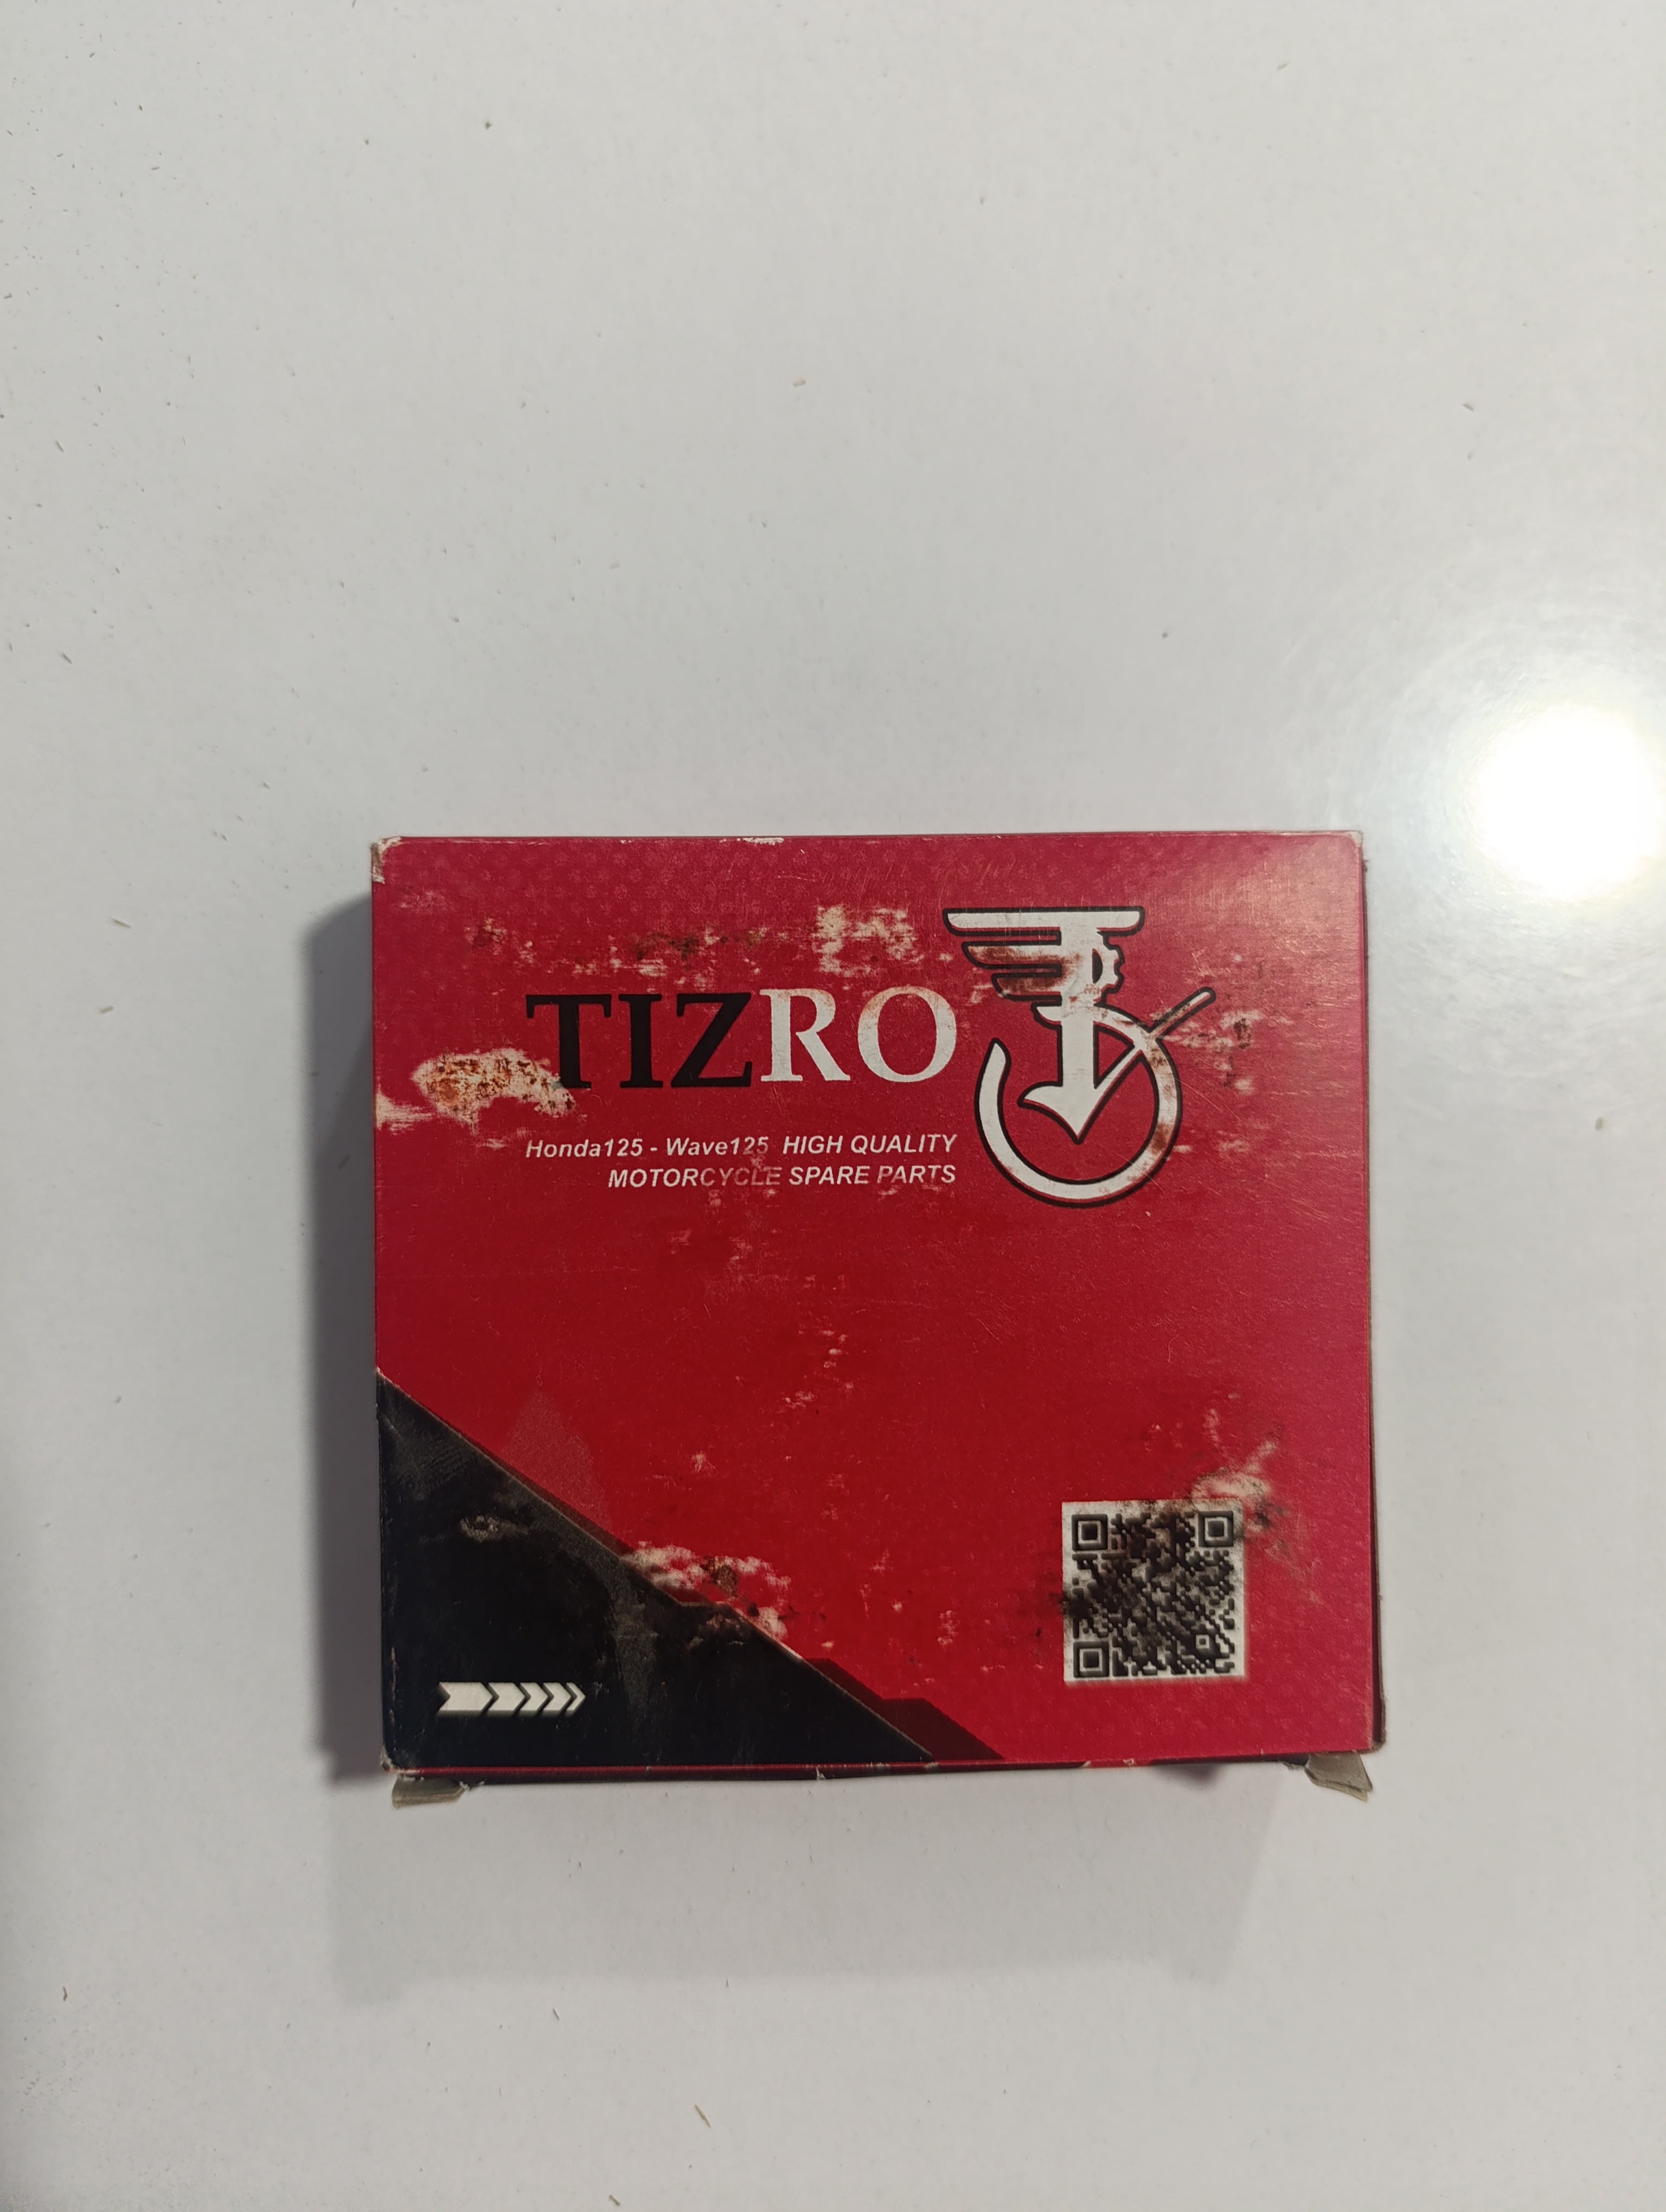 TIZRO
Honda125 - Wave125 HIGH QUALITY
MOTORCYCLE SPARE PARTS